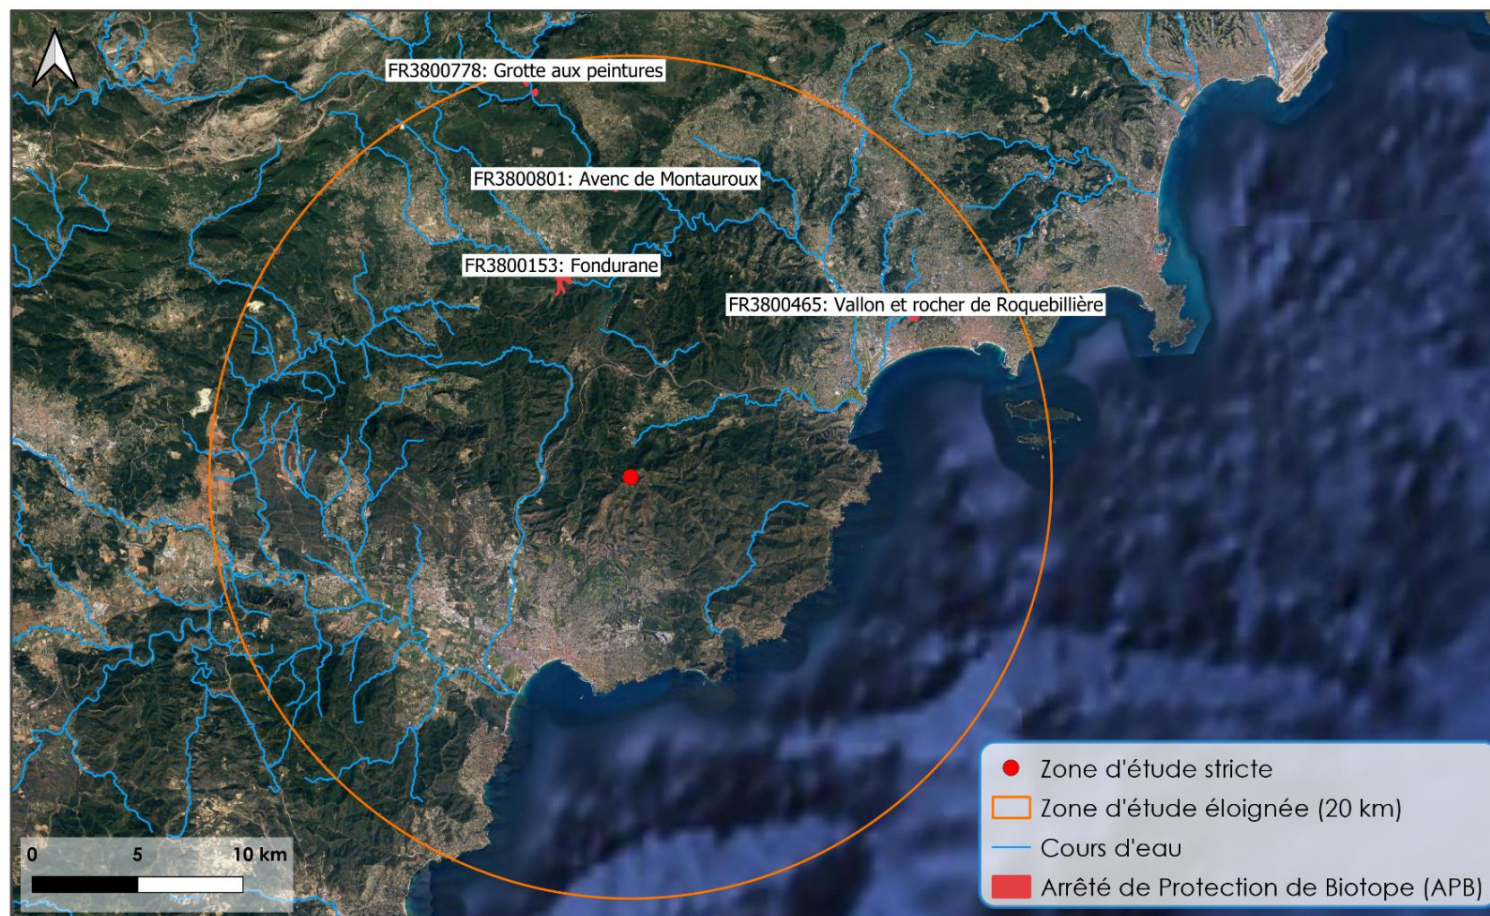 FR3800778: Grotte aux peintures
FR3800801: Avenc de Montauroux
FR3800153: Fondurane
FR3800465: Vallon et rocher de Roquebillière
Zone d'étude stricte
Zone d'étude éloignée (20 km)
Cours d'eau
Arrêté de Protection de Biotope (APB)
0 5 10 km